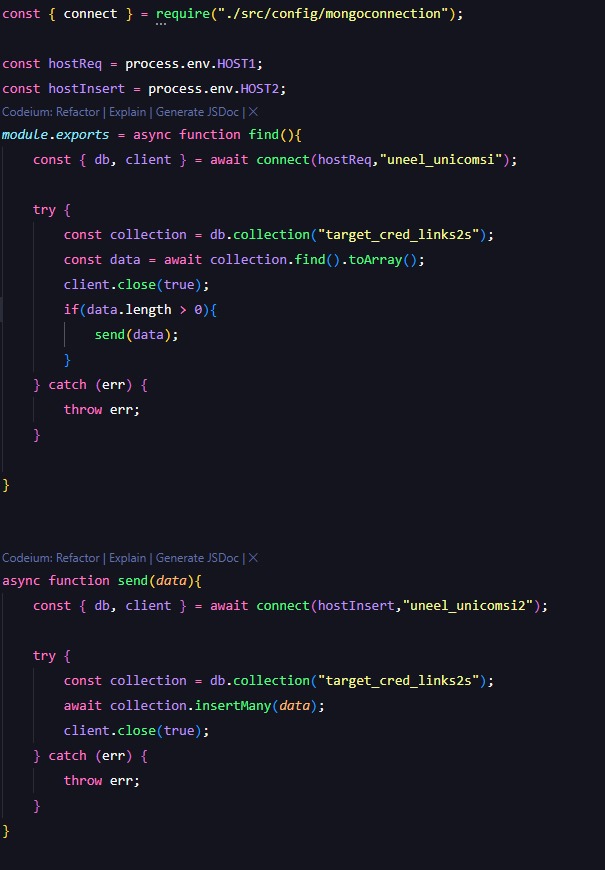 const { connect } = require("./src/config/mongoconnection");
const hostReq = process.env.HOST1;
const hostInsert = process.env.HOST2;
Codeium: Refactor | Explain | Generate JSDoc | X
module.exports = async function find(){
const { db, client } = await connect(hostReq,"uneel_unicomsi");
try {
const collection = db.collection("target_cred_links2s");
const data = await collection.find().toArray();
client.close(true);
if(data.length > 0){
send(data);
}
} catch (err) {
throw err;
}
}
Codeium: Refactor | Explain | Generate JSDoc | X
async function send(data){
const { db, client } = await connect(hostInsert,"uneel_unicomsi2");
try {
const collection = db.collection("target_cred_links2s");
await collection.insertMany(data);
client.close(true);
} catch (err) {
throw err;
}
}